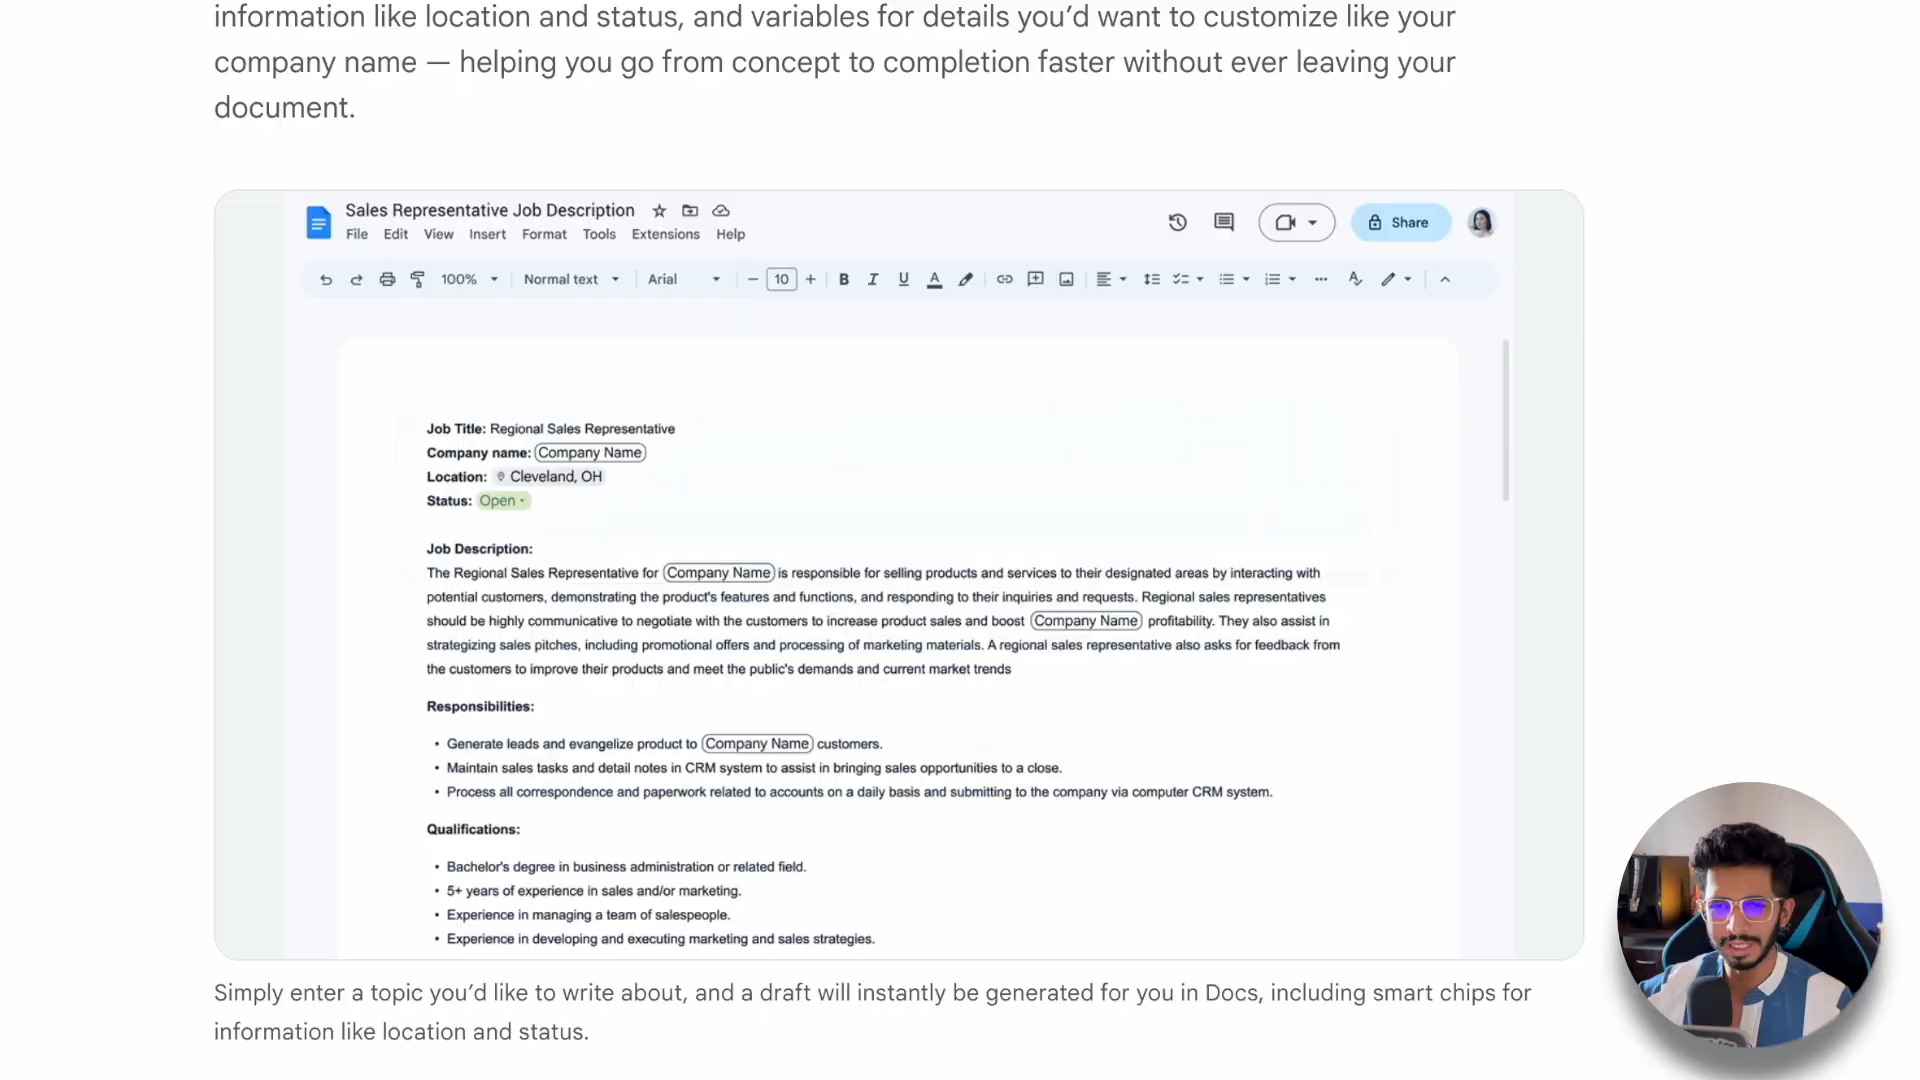 information like location and status, and variables for details you’d want to customize like your
company name — helping you go from concept to completion faster without ever leaving your
document.
Sales Representative Job Description
File Edit View Insert Format Tools Extensions Help
Share
100% Normal text Arial − 10 + B I U A
Job Title: Regional Sales Representative
Company name: Company Name
Location: Cleveland, OH
Status: Open
Job Description:
The Regional Sales Representative for Company Name is responsible for selling products and services to their designated areas by interacting with
potential customers, demonstrating the product's features and functions, and responding to their inquiries and requests. Regional sales representatives
should be highly communicative to negotiate with the customers to increase product sales and boost Company Name profitability. They also assist in
strategizing sales pitches, including promotional offers and processing of marketing materials. A regional sales representative also asks for feedback from
the customers to improve their products and meet the public's demands and current market trends
Responsibilities:
• Generate leads and evangelize product to Company Name customers.
• Maintain sales tasks and detail notes in CRM system to assist in bringing sales opportunities to a close.
• Process all correspondence and paperwork related to accounts on a daily basis and submitting to the company via computer CRM system.
Qualifications:
• Bachelor's degree in business administration or related field.
• 5+ years of experience in sales and/or marketing.
• Experience in managing a team of salespeople.
• Experience in developing and executing marketing and sales strategies.
Simply enter a topic you’d like to write about, and a draft will instantly be generated for you in Docs, including smart chips for
information like location and status.